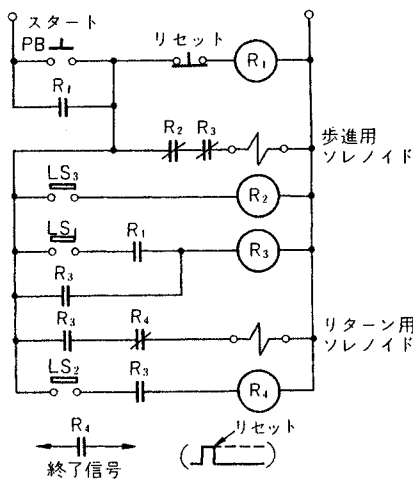 スタート
PB
リセット
R₁
R₁
R₂ R₃
歩進用
ソレノイド
LS₃
R₂
LS₁
R₁
R₃
R₃
R₃ R₄
リターン用
ソレノイド
LS₂
R₃
R₄
R₄
終了信号
リセット